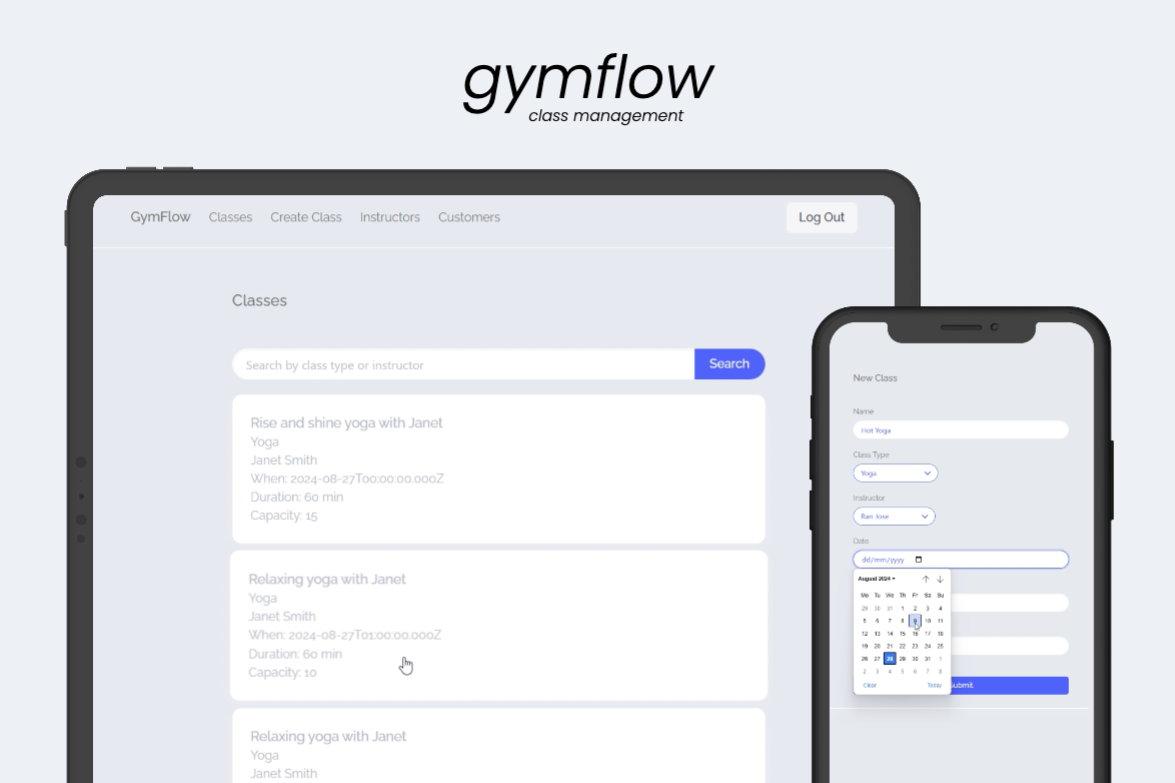 gymflow
class management
GymFlow Classes Create Class Instructors Customers Log Out
Classes
Search by class type or instructor Search
Rise and shine yoga with Janet
Yoga
Janet Smith
When: 2024-08-27T00:00:00.000Z
Duration: 60 min
Capacity: 15
Relaxing yoga with Janet
Yoga
Janet Smith
When: 2024-08-27T01:00:00.000Z
Duration: 60 min
Capacity: 10
Relaxing yoga with Janet
Yoga
Janet Smith
New Class
Name
Hot Yoga
Class Type
Yoga
Instructor
Ran Jose
Date
dd/mm/yyyy
August 2024
Mo Tu We Th Fr Sa Su
29 30 31 1 2 3 4
5 6 7 8 9 10 11
12 13 14 15 16 17 18
19 20 21 22 23 24 25
26 27 28 29 30 31 1
2 3 4 5 6 7 8
Clear Today
ubmit